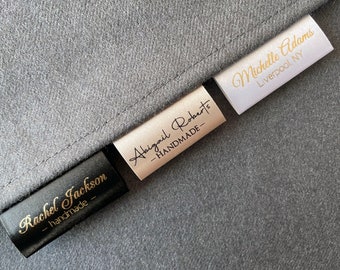 Michelle Adams
Liverpool, NY
Abigail Roberts
- HANDMADE -
Rachel Jackson
- handmade -